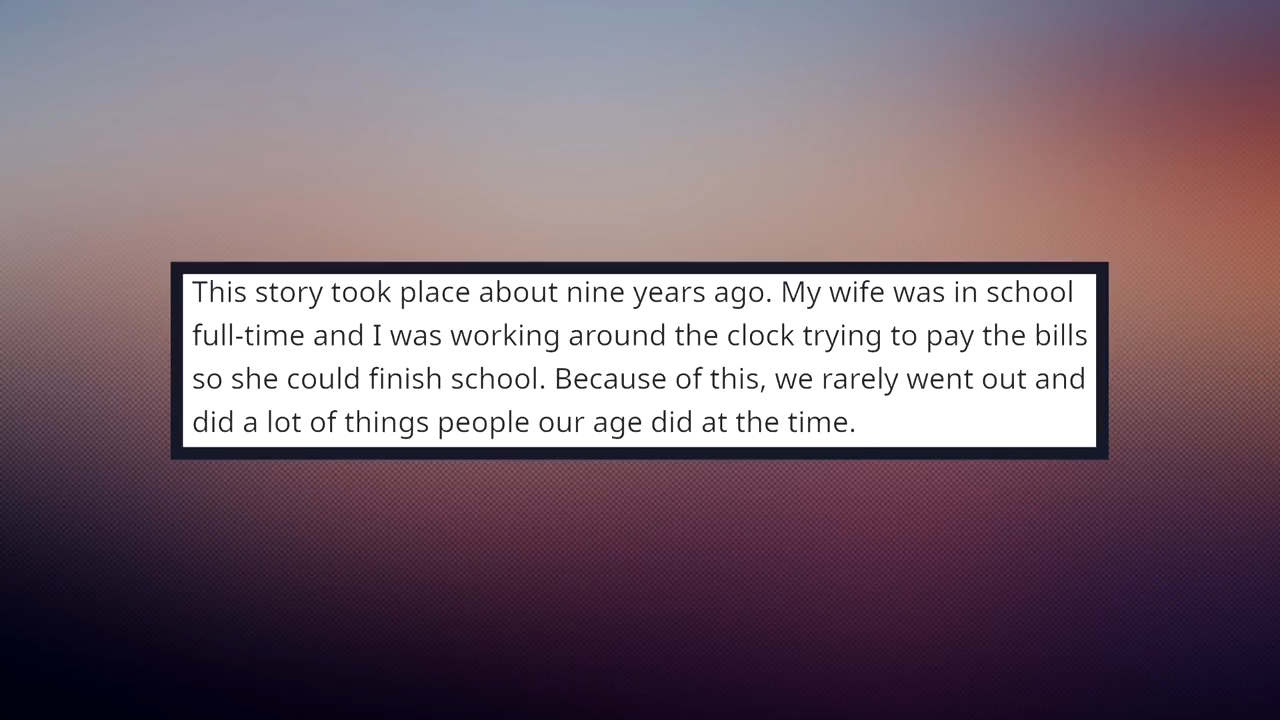 This story took place about nine years ago. My wife was in school
full-time and I was working around the clock trying to pay the bills
so she could finish school. Because of this, we rarely went out and
did a lot of things people our age did at the time.